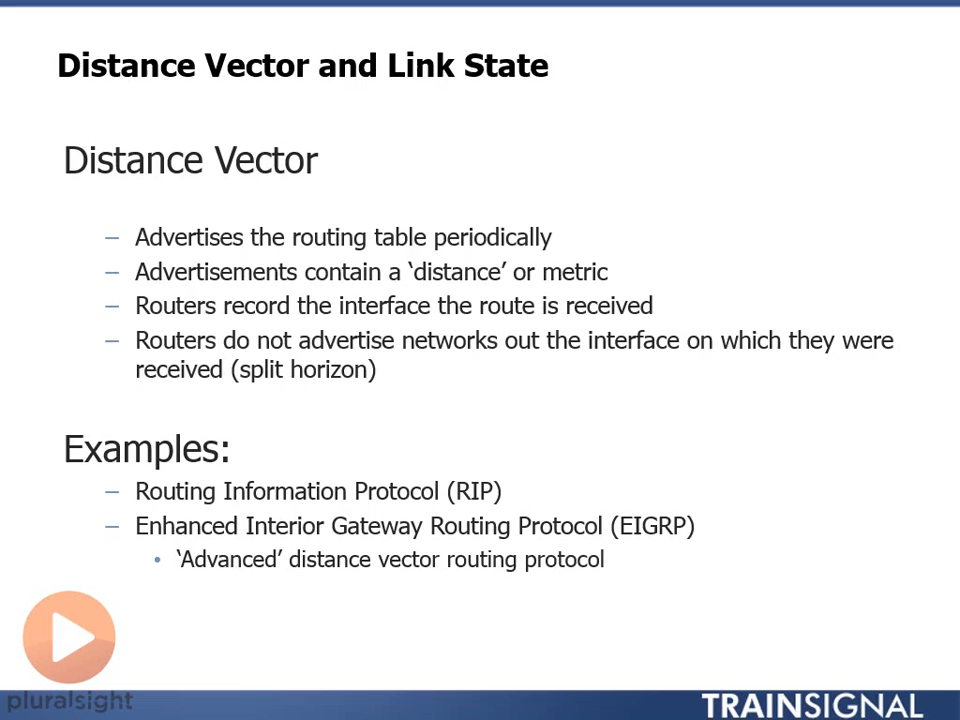 Distance Vector and Link State
Distance Vector
– Advertises the routing table periodically
– Advertisements contain a ‘distance’ or metric
– Routers record the interface the route is received
– Routers do not advertise networks out the interface on which they were
received (split horizon)
Examples:
– Routing Information Protocol (RIP)
– Enhanced Interior Gateway Routing Protocol (EIGRP)
• ‘Advanced’ distance vector routing protocol
pluralsight
TRAINSIGNAL